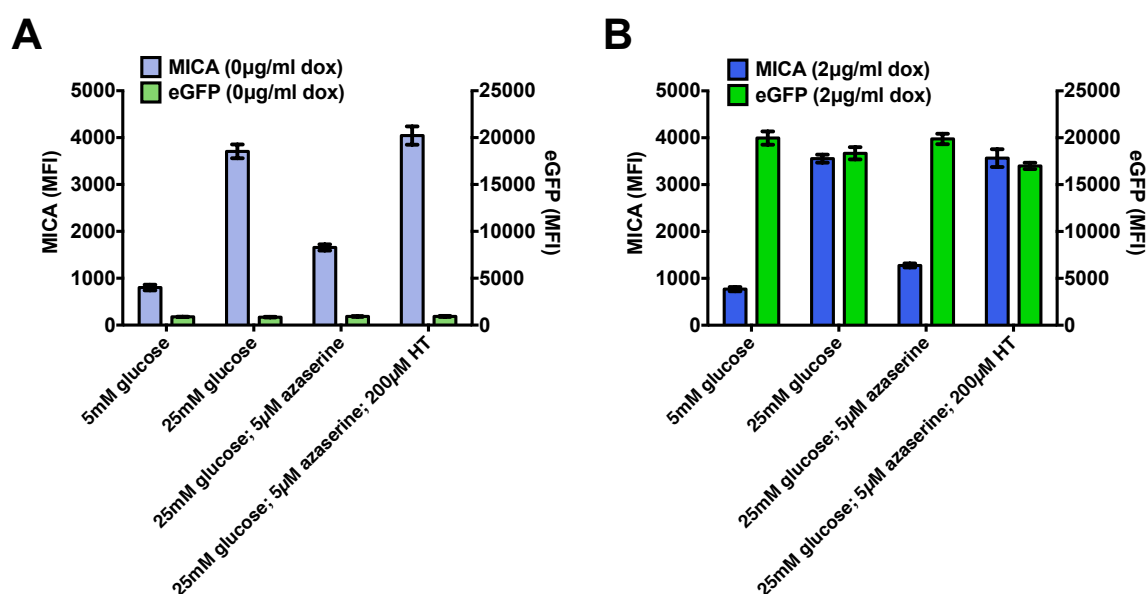 A
MICA (0µg/ml dox)
eGFP (0µg/ml dox)
5000
4000
3000
2000
1000
0
MICA (MFI)
25000
20000
15000
10000
5000
0
eGFP (MFI)
5mM glucose
25mM glucose
25mM glucose; 5µM azaserine
25mM glucose; 5µM azaserine; 200µM HT
B
MICA (2µg/ml dox)
eGFP (2µg/ml dox)
5000
4000
3000
2000
1000
0
MICA (MFI)
25000
20000
15000
10000
5000
0
eGFP (MFI)
5mM glucose
25mM glucose
25mM glucose; 5µM azaserine
25mM glucose; 5µM azaserine; 200µM HT